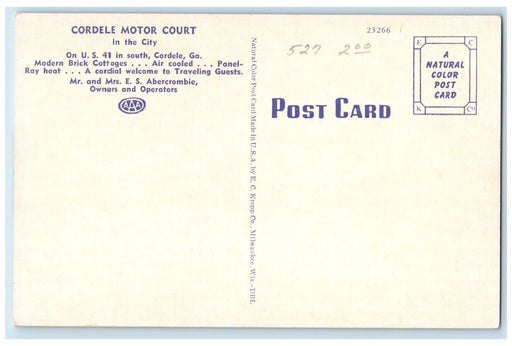 CORDELE MOTOR COURT
In the City
On U. S. 41 in south, Cordele, Ga.
Modern Brick Cottages . . . Air cooled . . . Panel-
Ray heat . . . A cordial welcome to Traveling Guests.
Mr. and Mrs. E. S. Abercrombie,
Owners and Operators
AAA
Natural Color Post Card Made in U. S. A. by E. C. Kropp Co., Milwaukee, Wis.—DBL
23266
527 200
POST CARD
E C
A
NATURAL
COLOR
POST
CARD
K Co